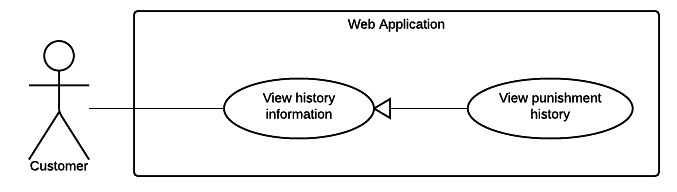 Web Application
View history
information
View punishment
history
Customer